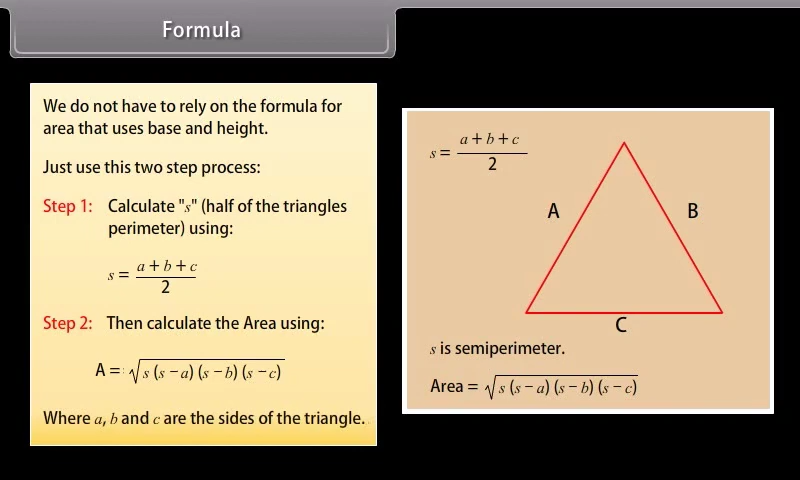 Formula
We do not have to rely on the formula for
area that uses base and height.
Just use this two step process:
Step 1: Calculate "s" (half of the triangles
perimeter) using:
s = a + b + c
2
Step 2: Then calculate the Area using:
A = √s (s − a) (s − b) (s − c)
Where a, b and c are the sides of the triangle.
s = a + b + c
2
A
B
C
s is semiperimeter.
Area = √s (s − a) (s − b) (s − c)